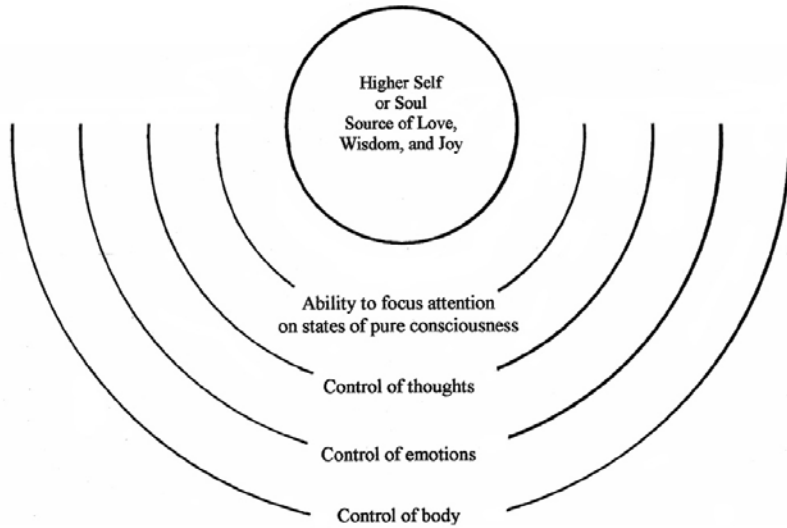 Higher Self
or Soul
Source of Love,
Wisdom, and Joy
Ability to focus attention
on states of pure consciousness
Control of thoughts
Control of emotions
Control of body